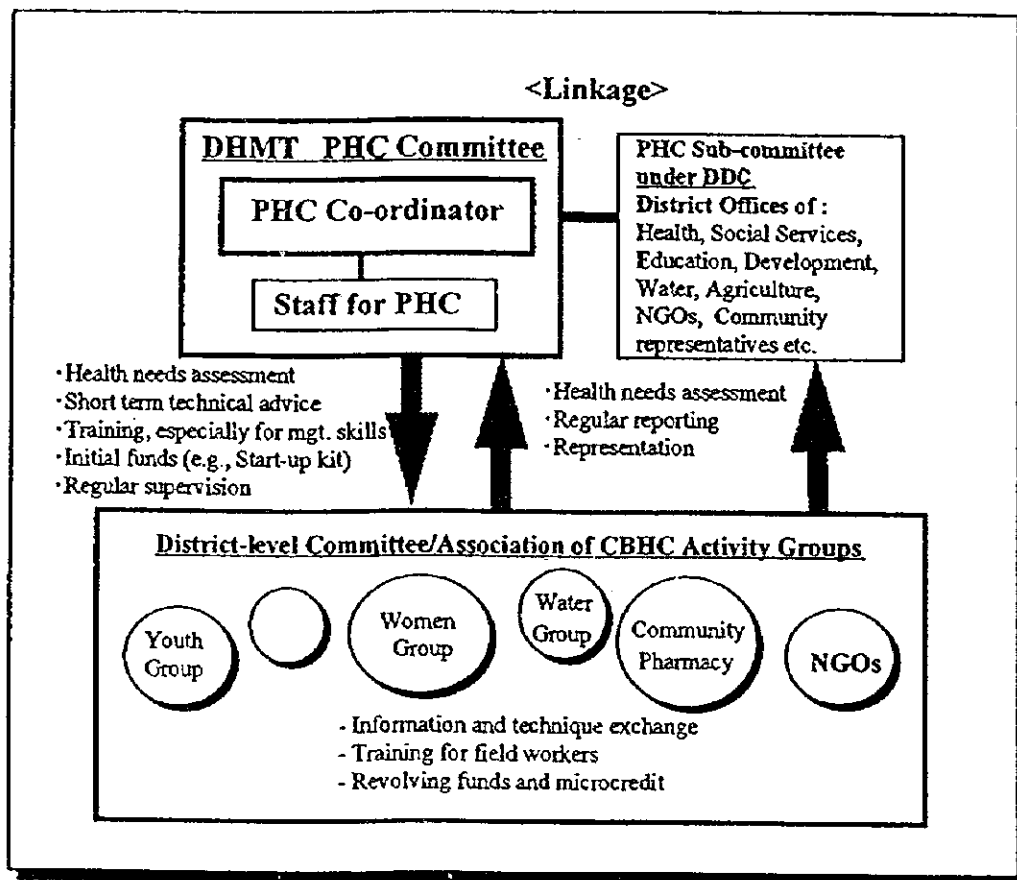 <Linkage>
DHMT PHC Committee
PHC Co-ordinator
Staff for PHC
PHC Sub-committee
under DDC
District Offices of :
Health, Social Services,
Education, Development,
Water, Agriculture,
NGOs, Community
representatives etc.
·Health needs assessment
·Short term technical advice
·Training, especially for mgt. skills
·Initial funds (e.g., Start-up kit)
·Regular supervision
·Health needs assessment
·Regular reporting
·Representation
District-level Committee/Association of CBHC Activity Groups
Youth
Group
Women
Group
Water
Group
Community
Pharmacy
NGOs
- Information and technique exchange
- Training for field workers
- Revolving funds and microcredit